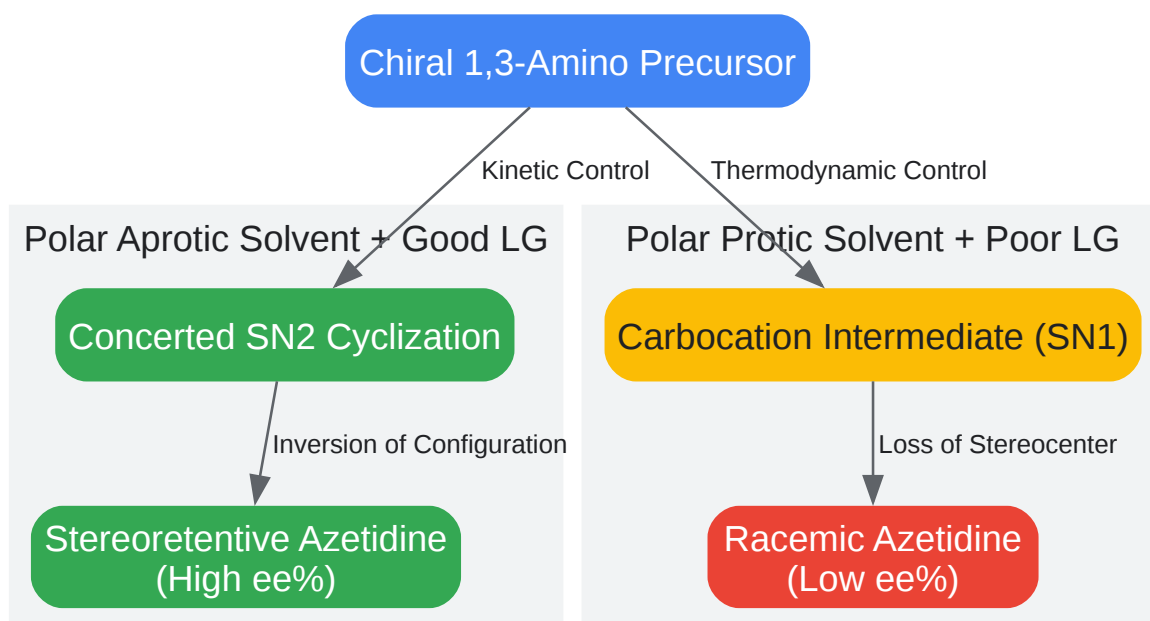 Chiral 1,3-Amino Precursor
Kinetic Control
Thermodynamic Control
Polar Aprotic Solvent + Good LG
Polar Protic Solvent + Poor LG
Concerted SN2 Cyclization
Carbocation Intermediate (SN1)
Inversion of Configuration
Loss of Stereocenter
Stereoretentive Azetidine
(High ee%)
Racemic Azetidine
(Low ee%)